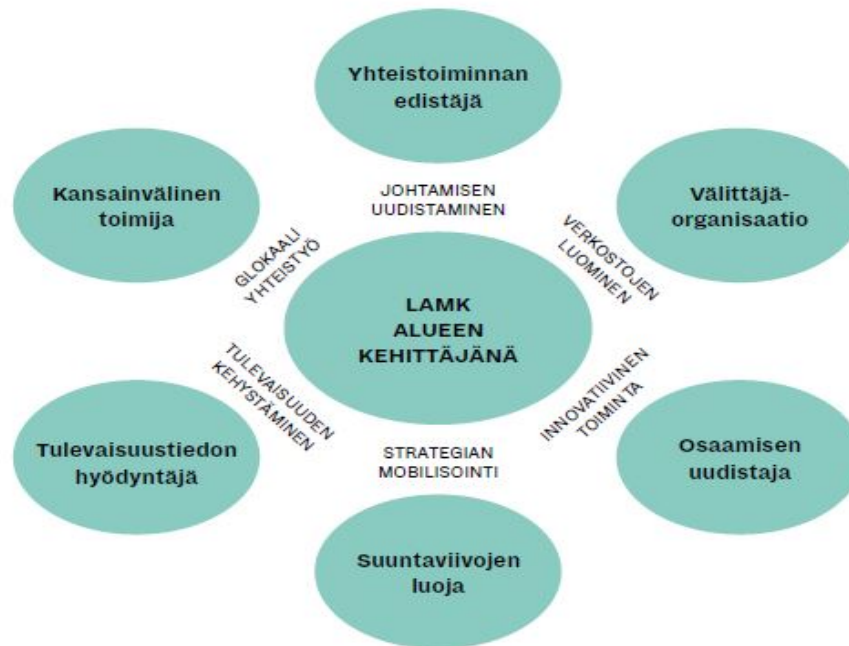 Yhteistoiminnan
edistäjä
Kansainvälinen
toimija
JOHTAMISEN
UUDISTAMINEN
Välittäjä-
organisaatio
GLOKAALI
YHTEISTYÖ
VERKOSTOJEN
LUOMINEN
LAMK
ALUEEN
KEHITTÄJÄNÄ
TULEVAISUUDEN
KEHYSTÄMINEN
INNOVATIIVINEN
TOIMINTA
Tulevaisuustiedon
hyödyntäjä
STRATEGIAN
MOBILISOINTI
Osaamisen
uudistaja
Suuntaviivojen
luoja